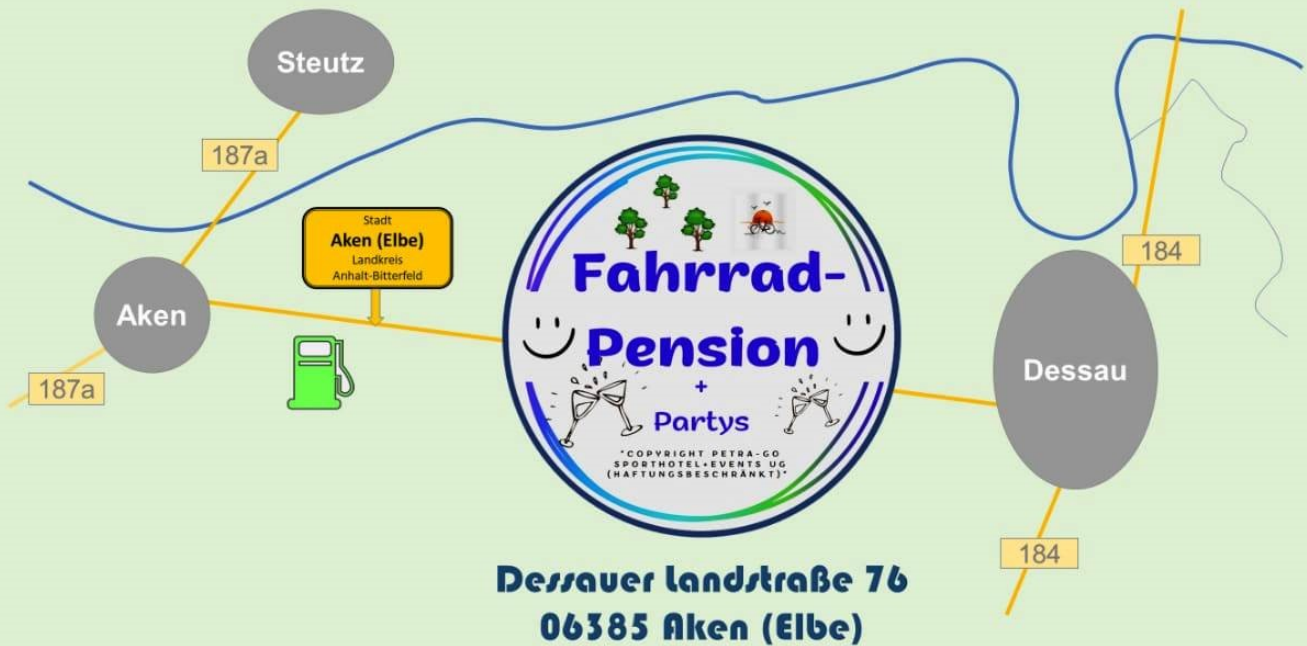 Steutz
187a
Stadt
Aken (Elbe)
Landkreis
Anhalt-Bitterfeld
Aken
187a
Fahrrad-
Pension
+
Partys
"COPYRIGHT PETRA-GO
SPORTHOTEL+EVENTS UG
(HAFTUNGSBESCHRÄNKT)"
184
Dessau
184
Dessauer Landstraße 76
06385 Aken (Elbe)